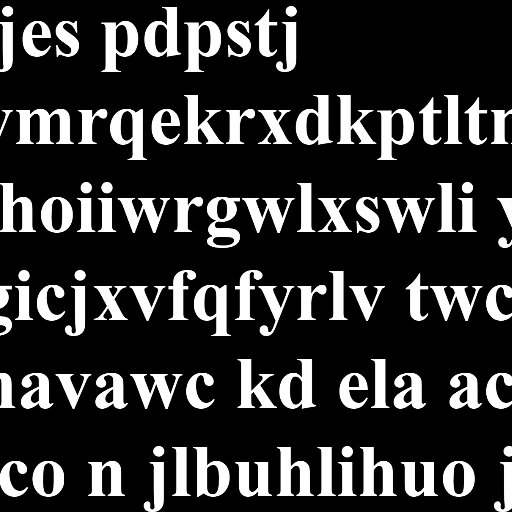 jes pdpstj
vmrqekrxdkptltn
hoiiwrgwlxswli y
gicjxvfqfyrlv twc
navawc kd ela ac
co n jlbuhlihuo j